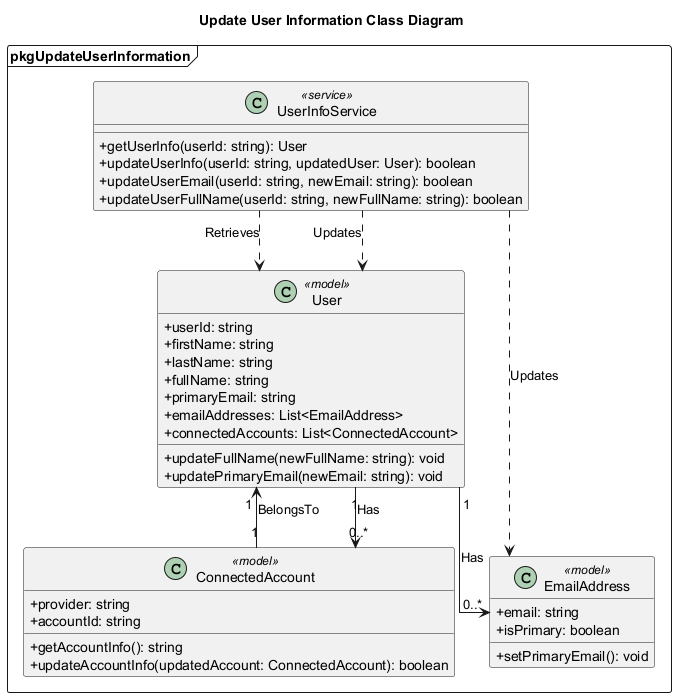 Update User Information Class Diagram
pkgUpdateUserInformation
C
«service»
UserInfoService
+getUserInfo(userId: string): User
+updateUserInfo(userId: string, updatedUser: User): boolean
+updateUserEmail(userId: string, newEmail: string): boolean
+updateUserFullName(userId: string, newFullName: string): boolean
Retrieves
Updates
Updates
C
«model»
User
+userId: string
+firstName: string
+lastName: string
+fullName: string
+primaryEmail: string
+emailAddresses: List<EmailAddress>
+connectedAccounts: List<ConnectedAccount>
+updateFullName(newFullName: string): void
+updatePrimaryEmail(newEmail: string): void
1
BelongsTo
1
1
Has
0..*
1
Has
0..*
C
«model»
ConnectedAccount
+provider: string
+accountId: string
+getAccountInfo(): string
+updateAccountInfo(updatedAccount: ConnectedAccount): boolean
C
«model»
EmailAddress
+email: string
+isPrimary: boolean
+setPrimaryEmail(): void